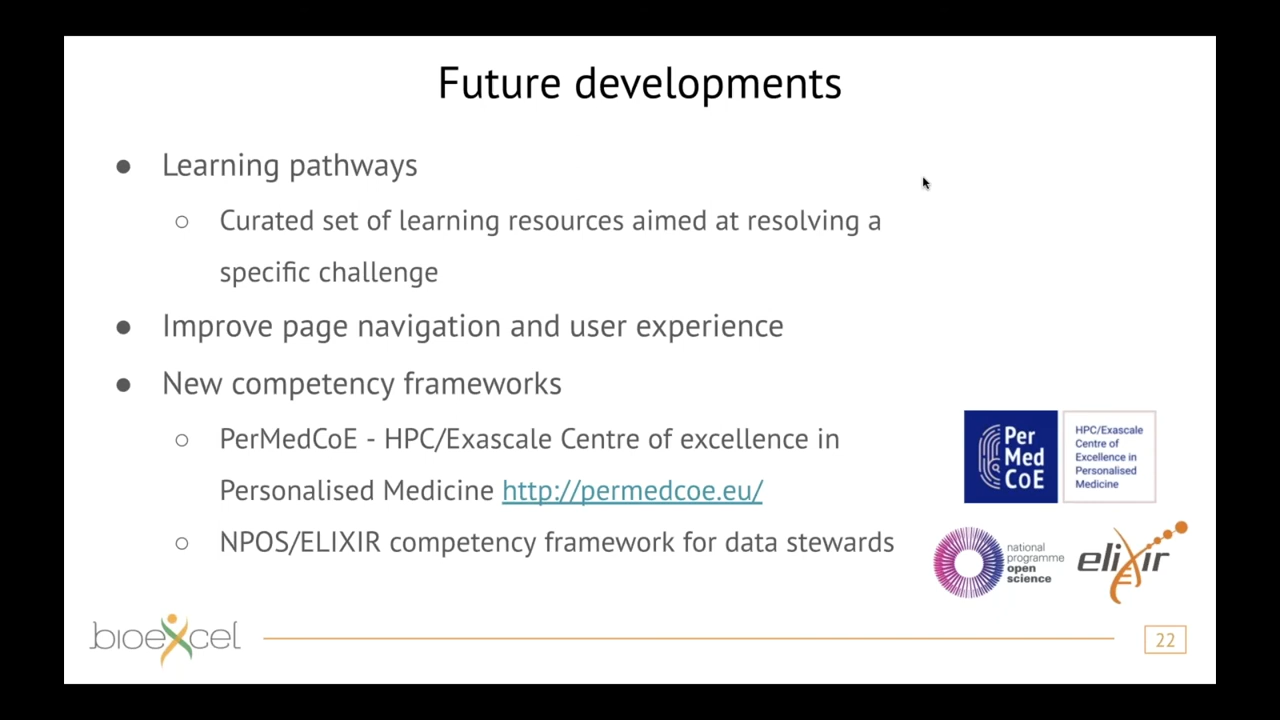 Future developments
● Learning pathways
○ Curated set of learning resources aimed at resolving a
specific challenge
● Improve page navigation and user experience
● New competency frameworks
○ PerMedCoE - HPC/Exascale Centre of excellence in
Personalised Medicine http://permedcoe.eu/
○ NPOS/ELIXIR competency framework for data stewards
Per
Med
CoE
HPC/Exascale
Centre of
Excellence in
Personalised
Medicine
national
programme
open
science
elixir
bioexcel
22